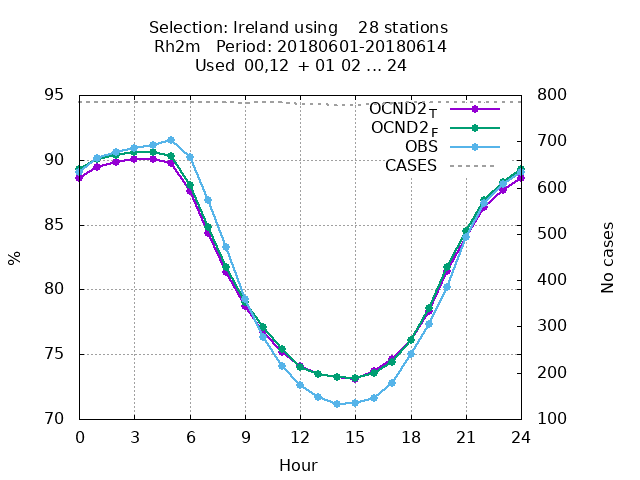 Selection: Ireland using 28 stations
Rh2m Period: 20180601-20180614
Used 00,12 + 01 02 ... 24
95 800
OCND2T
OCND2F
OBS
CASES
700
90
600
85
500
80
400
300
75
200
70 100
0 3 6 9 12 15 18 21 24
%
No cases
Hour